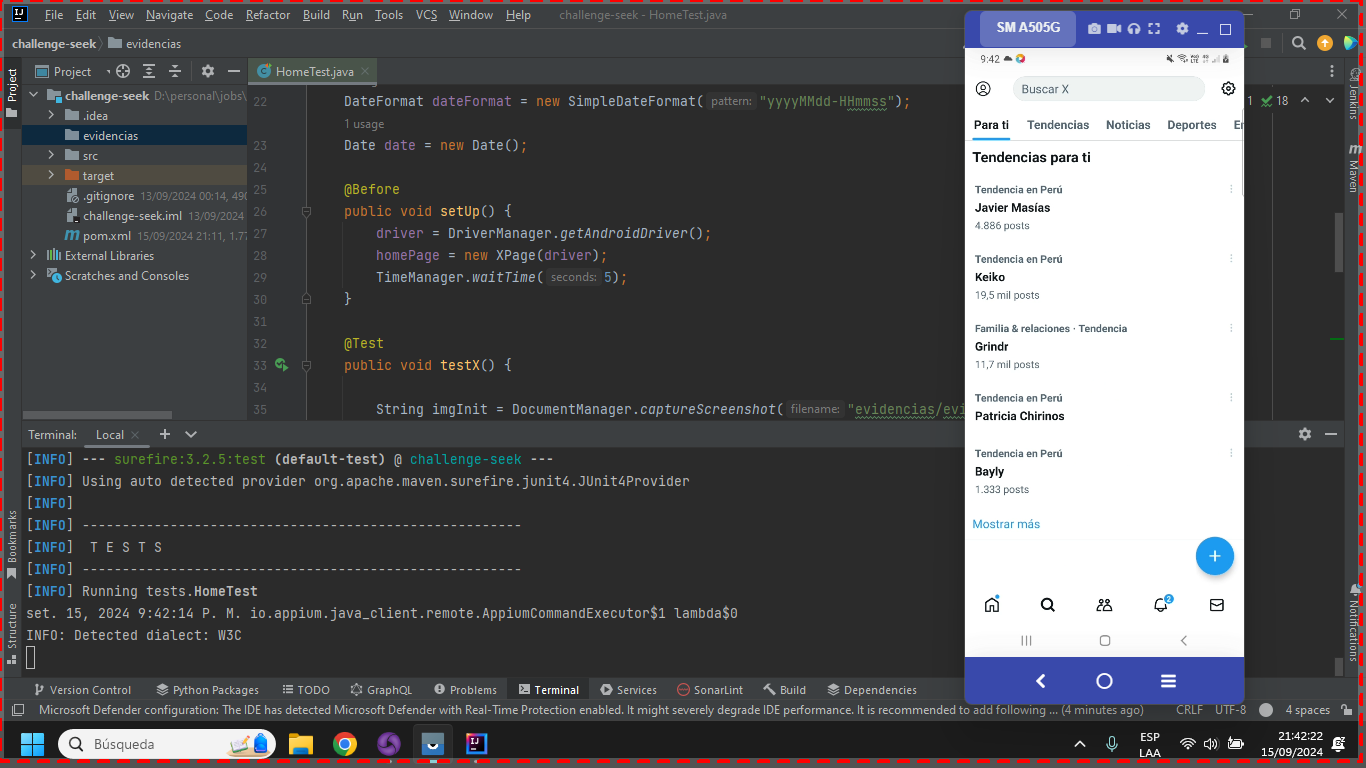 File Edit View Navigate Code Refactor Build Run Tools VCS Window Help challenge-seek - HomeTest.java
challenge-seek evidencias
Project
Project
HomeTest.java
challenge-seek D:\personal\jobs\
.idea
evidencias
src
target
.gitignore 13/09/2024 00:14, 490
challenge-seek.iml 13/09/2024
pom.xml 15/09/2024 21:11, 1.77
External Libraries
Scratches and Consoles
22 DateFormat dateFormat = new SimpleDateFormat( pattern: "yyyyMMdd-HHmmss");
1 usage
23 Date date = new Date();
24
25 @Before
26 public void setUp() {
27 driver = DriverManager.getAndroidDriver();
28 homePage = new XPage(driver);
29 TimeManager.waitTime( seconds: 5);
30 }
31
32 @Test
33 public void testX() {
34
35 String imgInit = DocumentManager.captureScreenshot( filename: "evidencias/evi
1 18
Jenkins
Maven
Notifications
Bookmarks
Structure
Terminal: Local
[INFO] --- surefire:3.2.5:test (default-test) @ challenge-seek ---
[INFO] Using auto detected provider org.apache.maven.surefire.junit4.JUnit4Provider
[INFO]
[INFO] -------------------------------------------------------
[INFO]  T E S T S
[INFO] -------------------------------------------------------
[INFO] Running tests.HomeTest
set. 15, 2024 9:42:14 P. M. io.appium.java_client.remote.AppiumCommandExecutor$1 lambda$0
INFO: Detected dialect: W3C
SM A505G
9:42
Buscar X
Para ti Tendencias Noticias Deportes
Tendencias para ti
Tendencia en Perú
Javier Masías
4.886 posts
Tendencia en Perú
Keiko
19,5 mil posts
Familia & relaciones · Tendencia
Grindr
11,7 mil posts
Tendencia en Perú
Patricia Chirinos
Tendencia en Perú
Bayly
1.333 posts
Mostrar más
2
Version Control Python Packages TODO GraphQL Problems Terminal Services SonarLint Build Dependencies
Microsoft Defender configuration: The IDE has detected Microsoft Defender with Real-Time Protection enabled. It might severely degrade IDE performance. It is recommended to add following ... (4 minutes ago) CRLF UTF-8 4 spaces
Búsqueda
ESP
LAA
21:42:22
15/09/2024